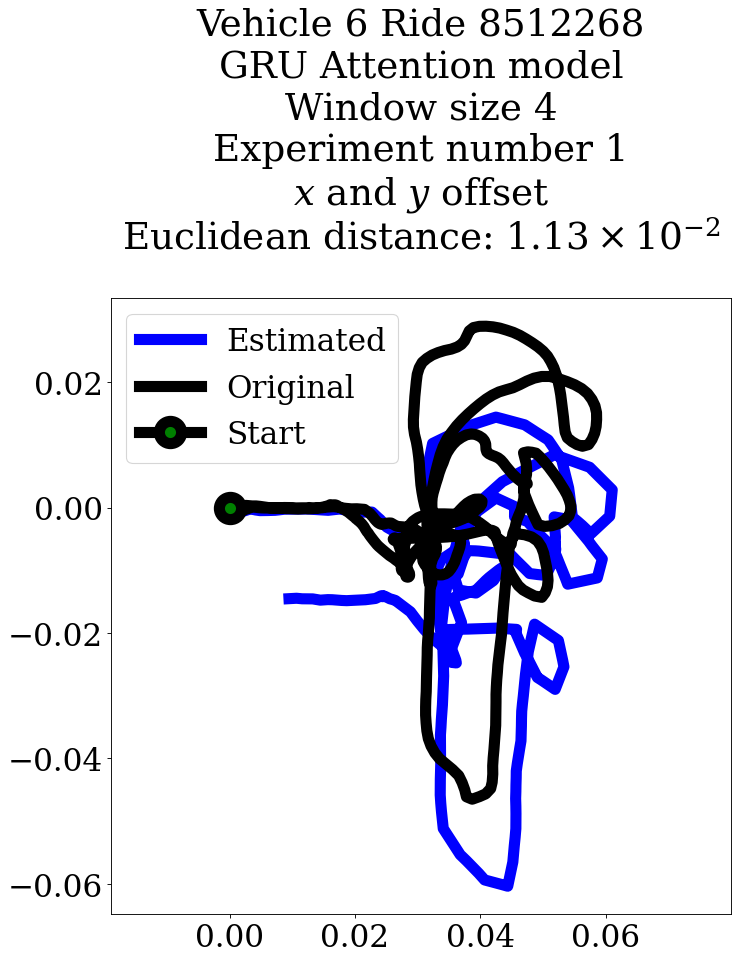 Vehicle 6 Ride 8512268
GRU Attention model
Window size 4
Experiment number 1
x and y offset
Euclidean distance: 1.13 × 10⁻²
Estimated
Original
Start
0.02
0.00
−0.02
−0.04
−0.06
0.00 0.02 0.04 0.06